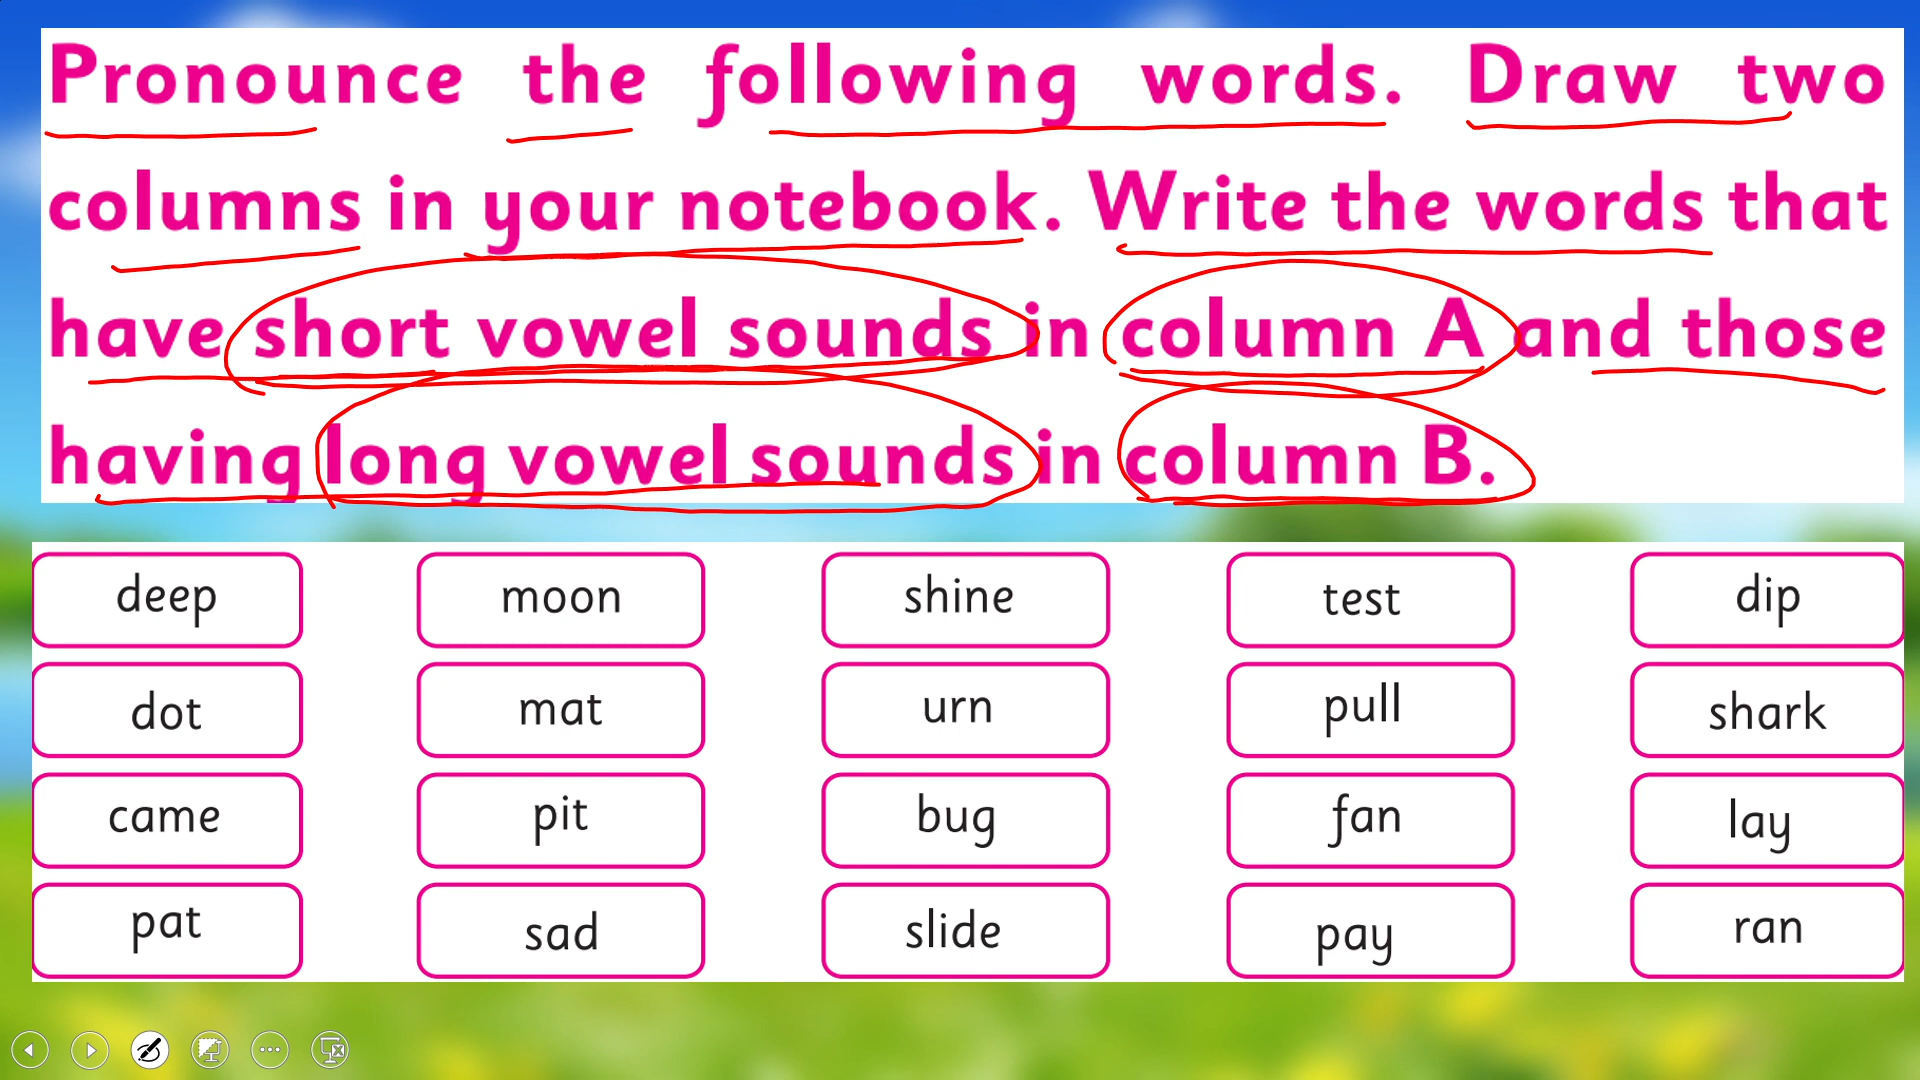 Pronounce the following words. Draw two
columns in your notebook. Write the words that
have short vowel sounds in column A and those
having long vowel sounds in column B.
deep moon shine test dip
dot mat urn pull shark
came pit bug fan lay
pat sad slide pay ran